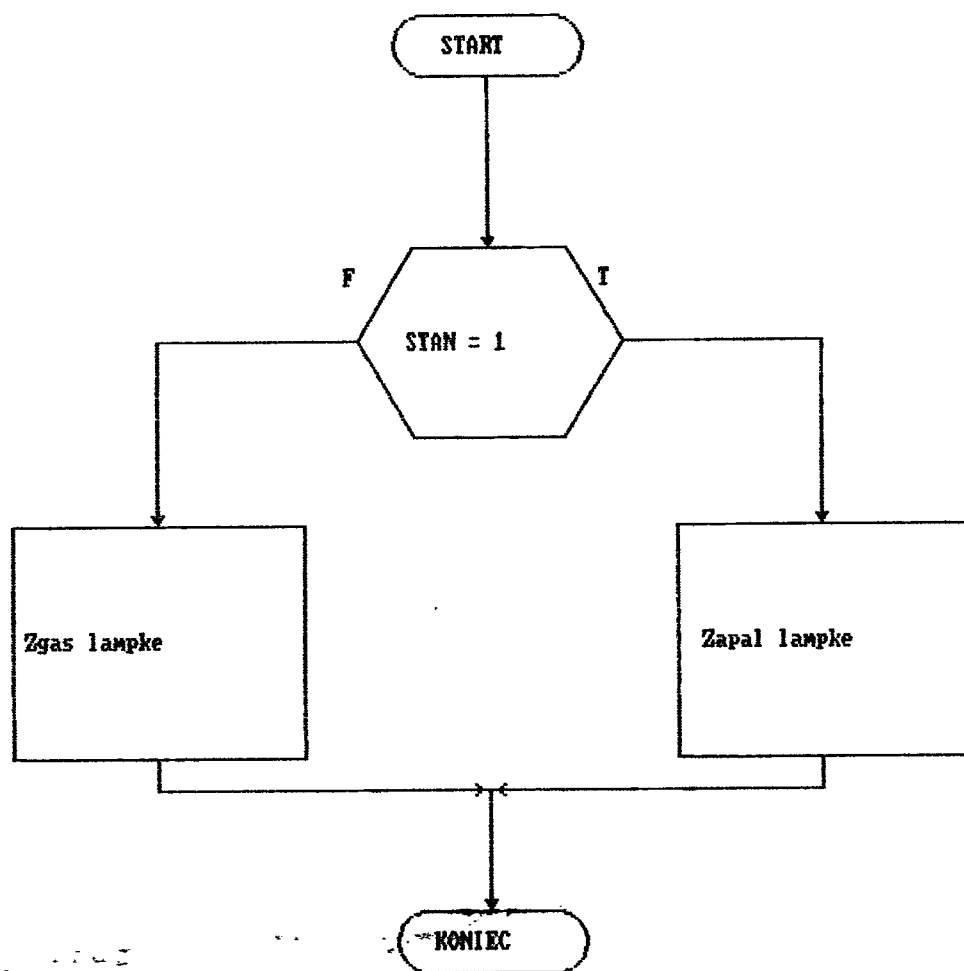 START
F
T
STAN = 1
Zgas lampke
Zapal lampke
KONIEC